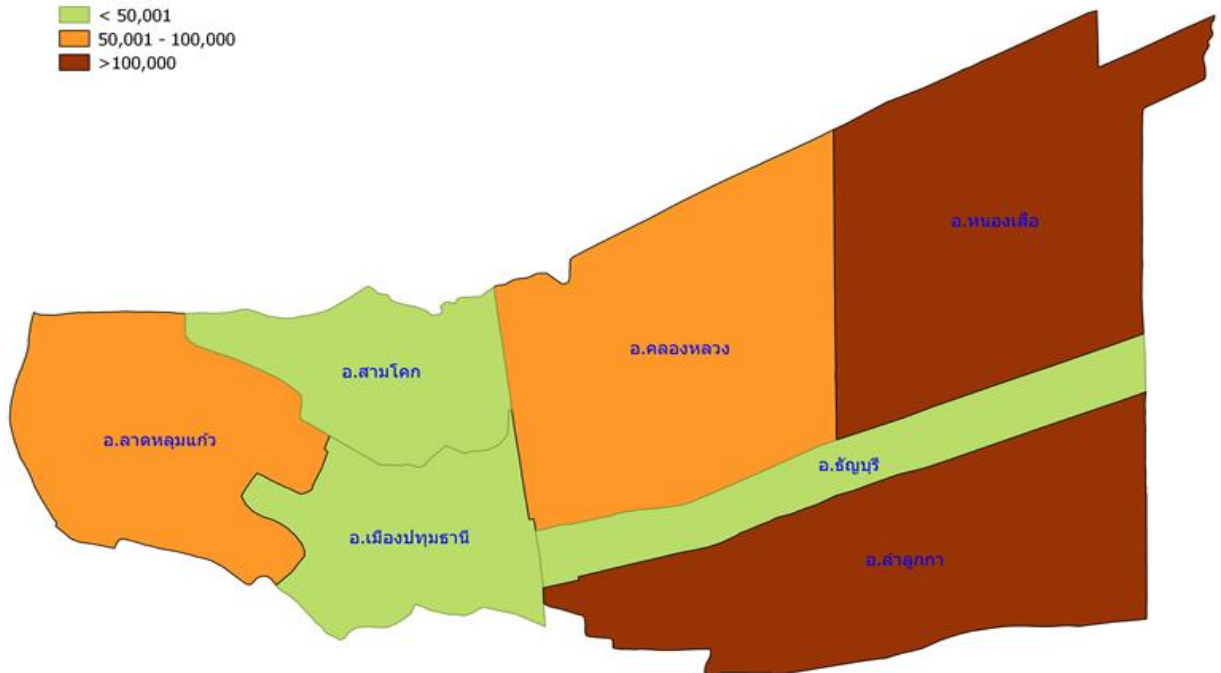 < 50,001
50,001 - 100,000
>100,000
อ.หนองเสือ
อ.คลองหลวง
อ.สามโคก
อ.ลาดหลุมแก้ว
อ.ธัญบุรี
อ.เมืองปทุมธานี
อ.ลำลูกกา